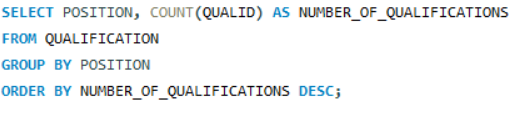 SELECT POSITION, COUNT(QUALID) AS NUMBER_OF_QUALIFICATIONS
FROM QUALIFICATION
GROUP BY POSITION
ORDER BY NUMBER_OF_QUALIFICATIONS DESC;